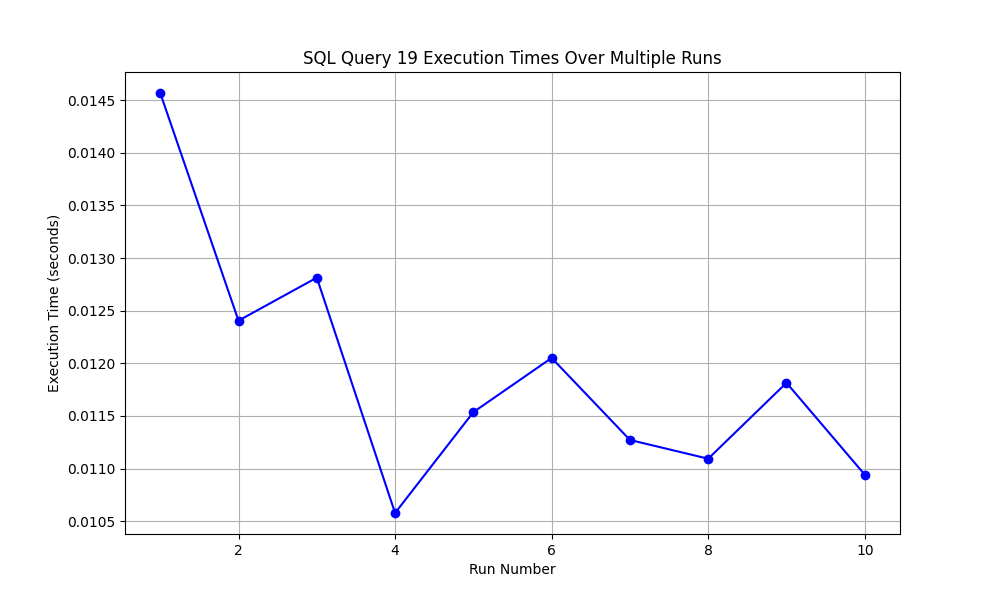 SQL Query 19 Execution Times Over Multiple Runs
0.0145
0.0140
0.0135
0.0130
0.0125
0.0120
0.0115
0.0110
0.0105
Execution Time (seconds)
2 4 6 8 10
Run Number